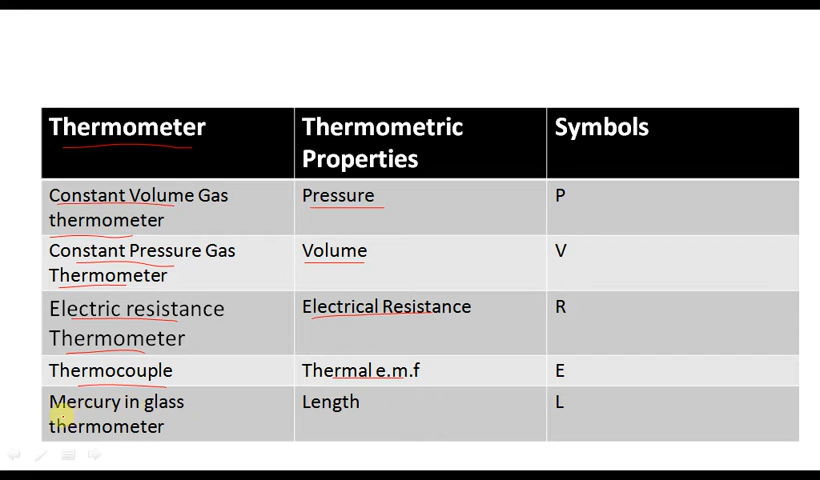 Thermometer
Thermometric
Properties
Symbols
Constant Volume Gas
thermometer
Pressure
P
Constant Pressure Gas
Thermometer
Volume
V
Electric resistance
Thermometer
Electrical Resistance
R
Thermocouple
Thermal e.m.f
E
Mercury in glass
thermometer
Length
L